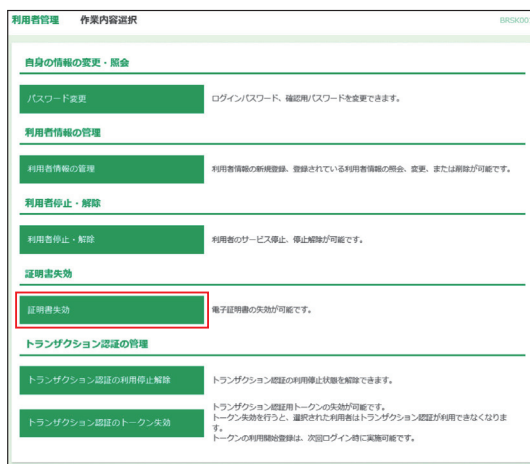 利用者管理 作業内容選択 BRSK001
自身の情報の変更・照会
パスワード変更 ログインパスワード、確認用パスワードを変更できます。
利用者情報の管理
利用者情報の管理 利用者情報の新規登録、登録されている利用者情報の照会、変更、または削除が可能です。
利用者停止・解除
利用者停止・解除 利用者のサービス停止、停止解除が可能です。
証明書失効
証明書失効 電子証明書の失効が可能です。
トランザクション認証の管理
トランザクション認証の利用停止解除 トランザクション認証の利用停止状態を解除できます。
トランザクション認証のトークン失効 トランザクション認証用トークンの失効が可能です。
トークン失効を行うと、選択された利用者はトランザクション認証が利用できなくなりま
す。
トークンの利用開始登録は、次回ログイン時に実施可能です。